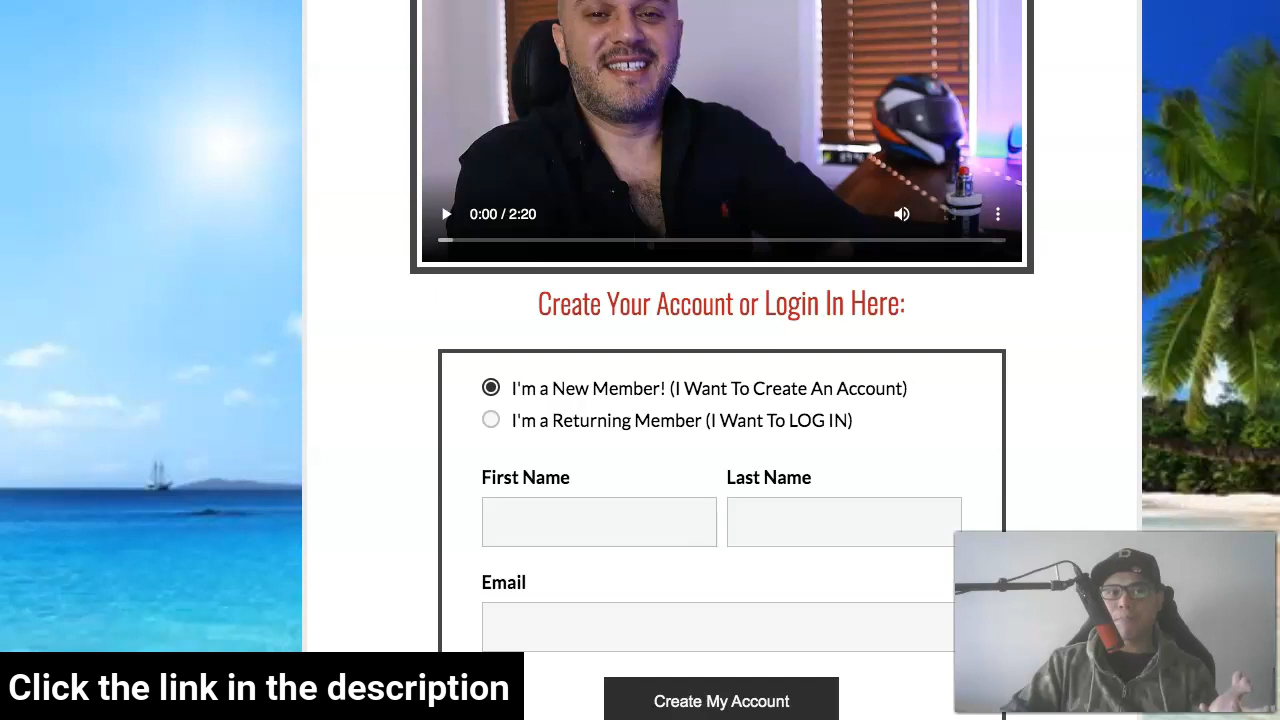 0:00 / 2:20
Create Your Account or Login In Here:
I'm a New Member! (I Want To Create An Account)
I'm a Returning Member (I Want To LOG IN)
First Name Last Name
Email
Click the link in the description
Create My Account